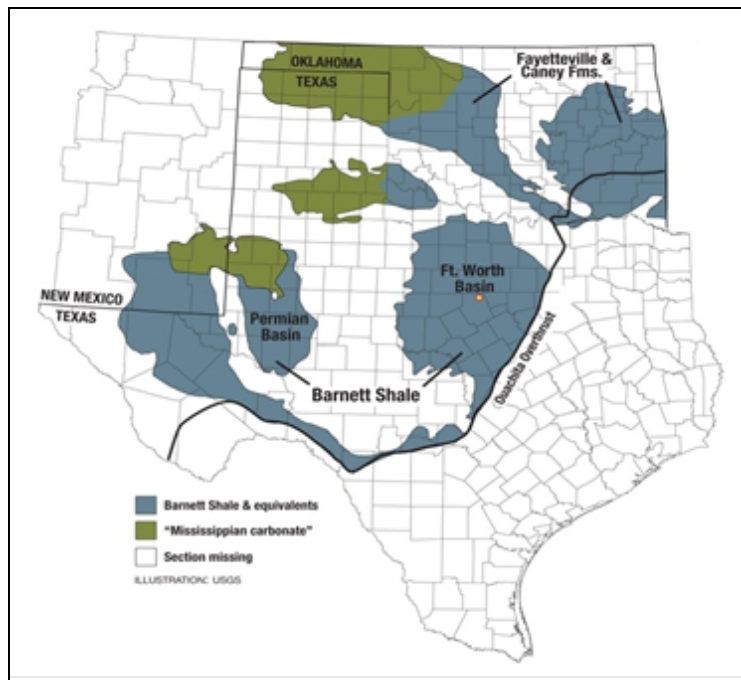 OKLAHOMA
TEXAS
Fayetteville &
Caney Fms.
Ft. Worth
Basin
NEW MEXICO
TEXAS
Permian
Basin
Ouachita Overthrust
Barnett Shale
Barnett Shale & equivalents
"Mississippian carbonate"
Section missing
ILLUSTRATION: USGS